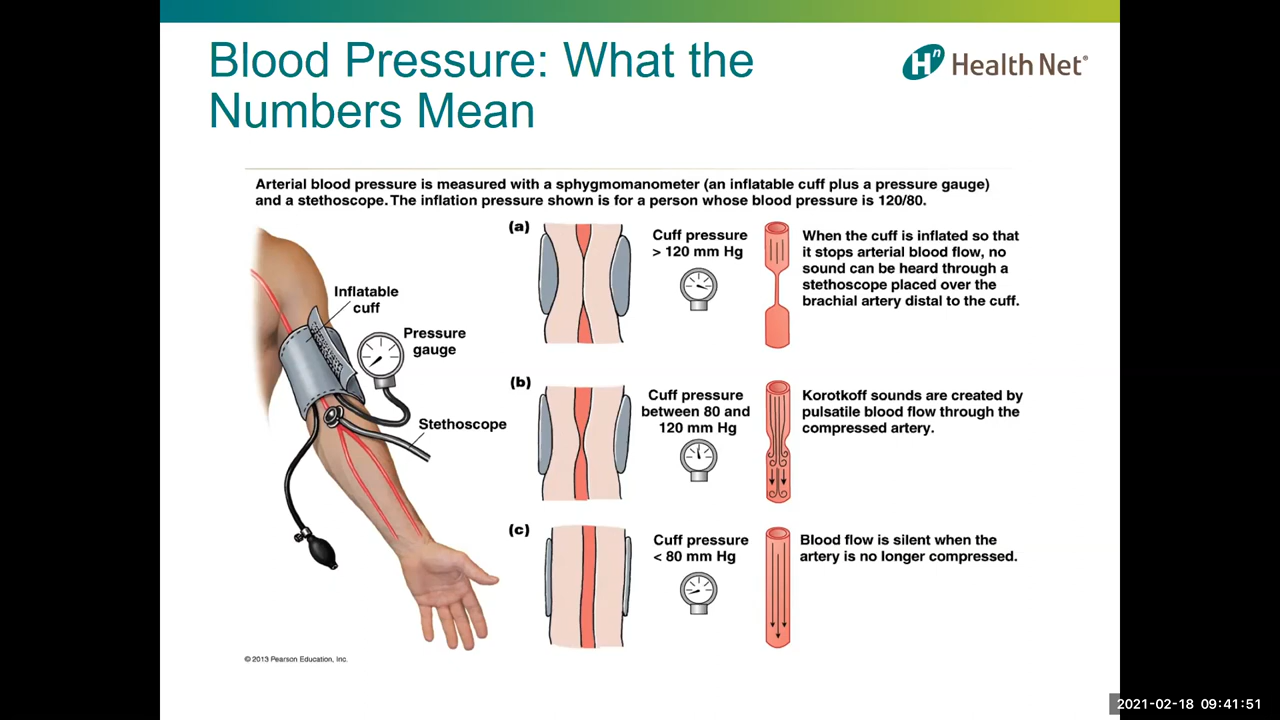 Blood Pressure: What the
Numbers Mean
Hn Health Net®
Arterial blood pressure is measured with a sphygmomanometer (an inflatable cuff plus a pressure gauge)
and a stethoscope. The inflation pressure shown is for a person whose blood pressure is 120/80.
Inflatable
cuff
Pressure
gauge
Stethoscope
(a)
Cuff pressure
> 120 mm Hg
When the cuff is inflated so that
it stops arterial blood flow, no
sound can be heard through a
stethoscope placed over the
brachial artery distal to the cuff.
(b)
Cuff pressure
between 80 and
120 mm Hg
Korotkoff sounds are created by
pulsatile blood flow through the
compressed artery.
(c)
Cuff pressure
< 80 mm Hg
Blood flow is silent when the
artery is no longer compressed.
© 2013 Pearson Education, Inc.
2021-02-18 09:41:51